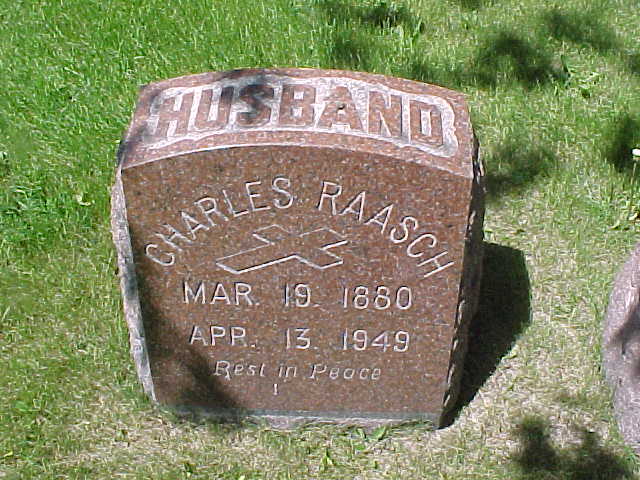 HUSBAND
CHARLES RAASCH
MAR. 19. 1880
APR. 13. 1949
Rest in Peace